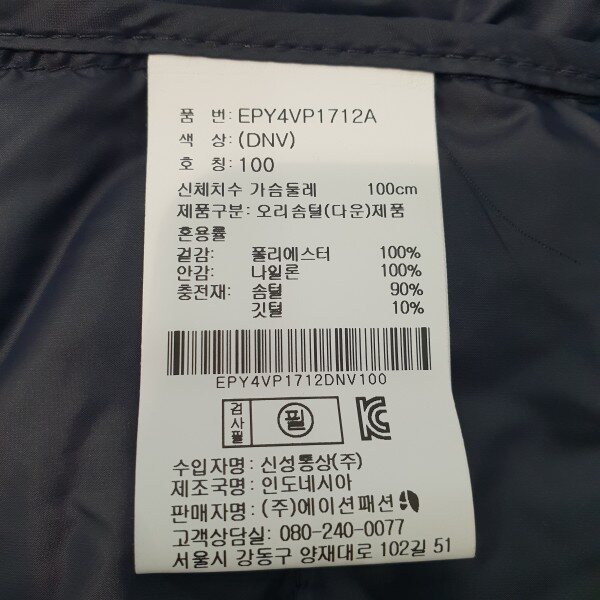 품 번: EPY4VP1712A
색 상: (DNV)
호 칭: 100
신체치수 가슴둘레 100cm
제품구분: 오리솜털(다운)제품
혼용률
겉감: 폴리에스터 100%
안감: 나일론 100%
충전재: 솜털 90%
깃털 10%
EPY4VP1712DNV100
검사필 필 KC
수입자명: 신성통상(주)
제조국명: 인도네시아
판매자명: (주)에이션패션
고객상담실: 080-240-0077
서울시 강동구 양재대로 102길 51